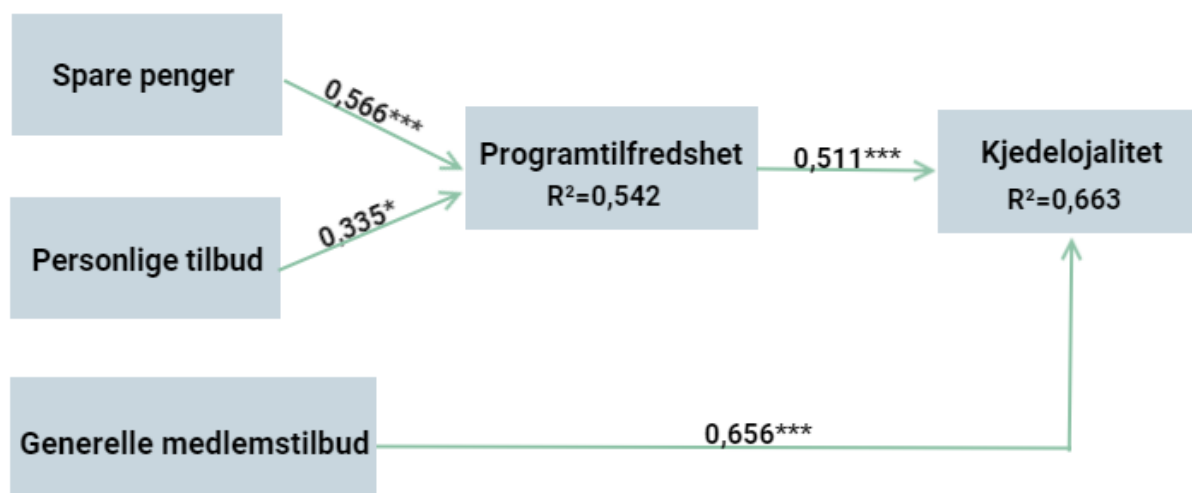 Spare penger
0,566***
Programtilfredshet
R²=0,542
0,511***
Kjedelojalitet
R²=0,663
Personlige tilbud
0,335*
Generelle medlemstilbud
0,656***